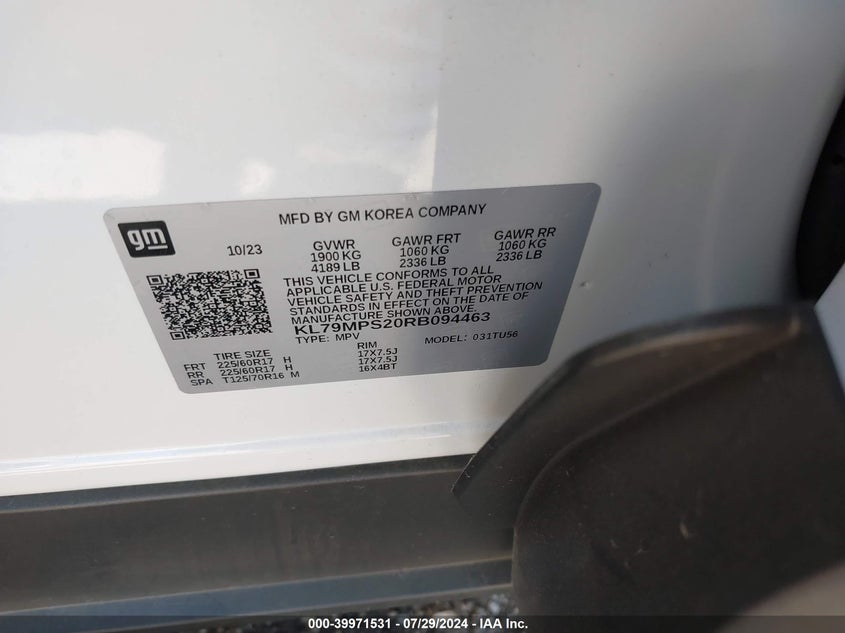 gm
MFD BY GM KOREA COMPANY
10/23 GVWR GAWR FRT GAWR RR
1900 KG 1060 KG 1060 KG
4189 LB 2336 LB 2336 LB
THIS VEHICLE CONFORMS TO ALL
APPLICABLE U.S. FEDERAL MOTOR
VEHICLE SAFETY AND THEFT PREVENTION
STANDARDS IN EFFECT ON THE DATE OF
MANUFACTURE SHOWN ABOVE.
KL79MPS20RB094463
TYPE: MPV MODEL: 031TU56
TIRE SIZE RIM
FRT 225/60R17 H 17X7.5J
RR 225/60R17 H 17X7.5J
SPA T125/70R16 M 16X4BT
000-39971531 - 07/29/2024 - IAA Inc.